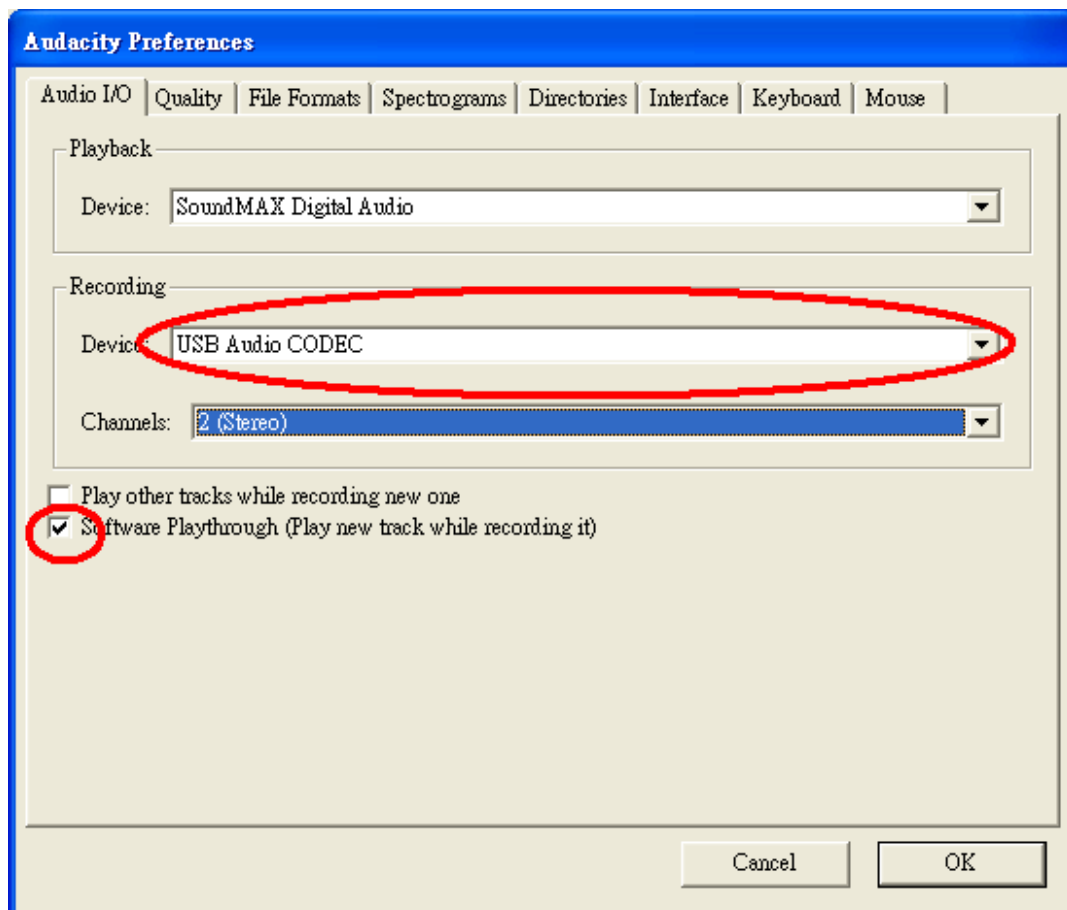 Audacity Preferences
Audio I/O Quality File Formats Spectrograms Directories Interface Keyboard Mouse
Playback
Device: SoundMAX Digital Audio
Recording
Device: USB Audio CODEC
Channels: 2 (Stereo)
Play other tracks while recording new one
Software Playthrough (Play new track while recording it)
Cancel OK